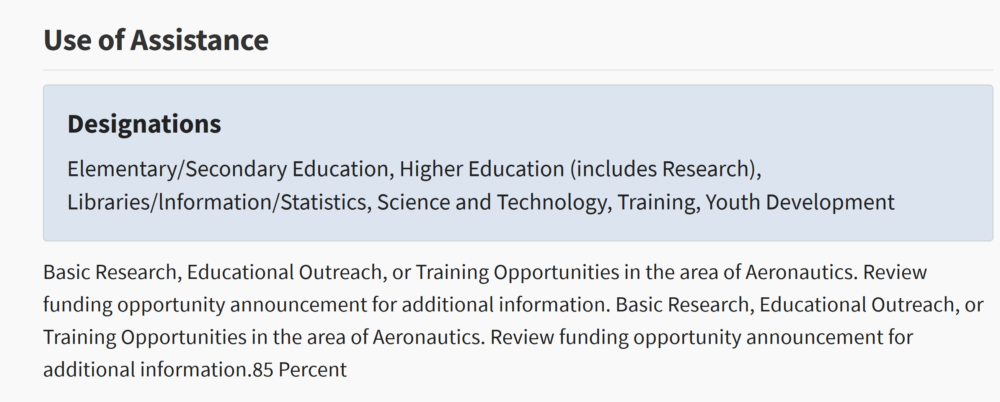 Use of Assistance
Designations
Elementary/Secondary Education, Higher Education (includes Research),
Libraries/lnformation/Statistics, Science and Technology, Training, Youth Development
Basic Research, Educational Outreach, or Training Opportunities in the area of Aeronautics. Review
funding opportunity announcement for additional information. Basic Research, Educational Outreach, or
Training Opportunities in the area of Aeronautics. Review funding opportunity announcement for
additional information.85 Percent